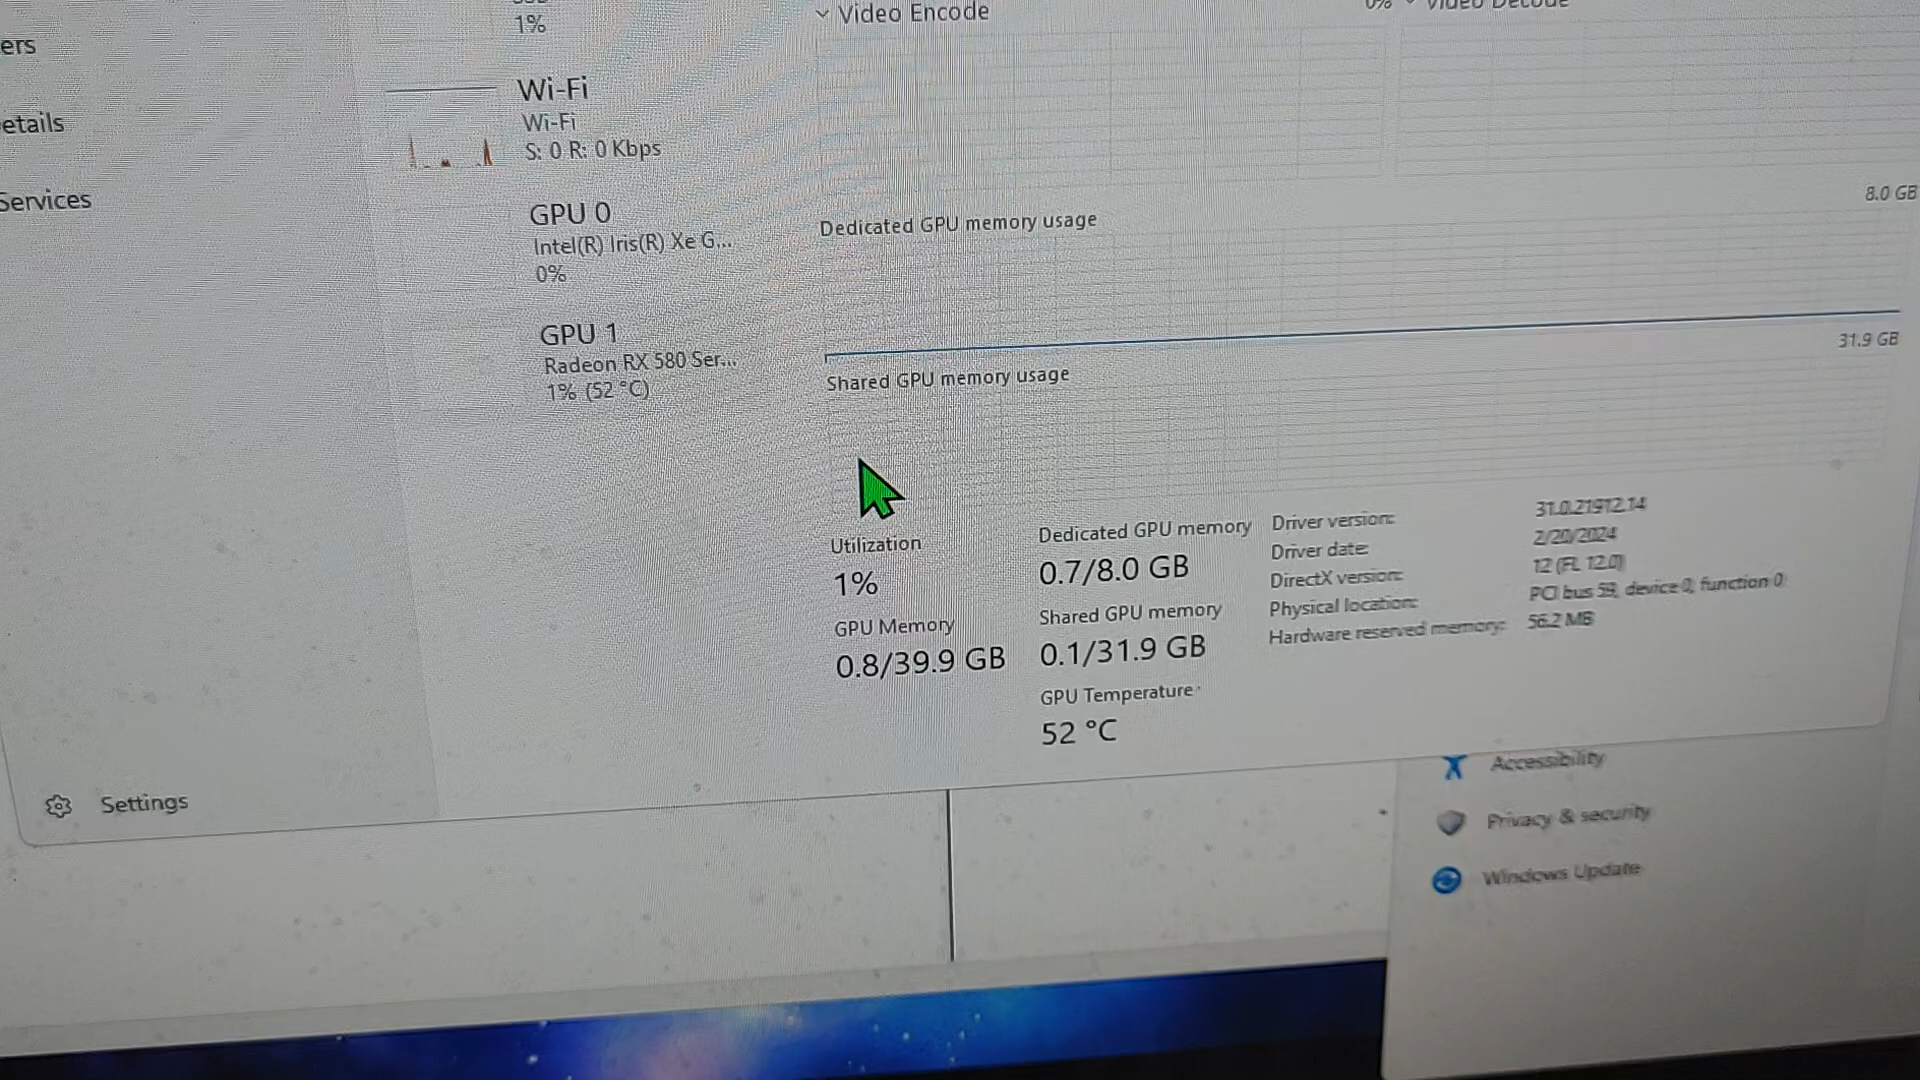 1%
Wi-Fi
Wi-Fi
S: 0 R: 0 Kbps
GPU 0
Intel(R) Iris(R) Xe G...
0%
GPU 1
Radeon RX 580 Ser...
1% (52 °C)
ers
etails
Services
Settings
Video Encode
0% Video Decode
Dedicated GPU memory usage
8.0 GB
Shared GPU memory usage
31.9 GB
Utilization
1%
GPU Memory
0.8/39.9 GB
Dedicated GPU memory
0.7/8.0 GB
Shared GPU memory
0.1/31.9 GB
GPU Temperature
52 °C
Driver version: 31.0.21912.14
Driver date: 2/20/2024
DirectX version: 12 (FL 12.0)
Physical location: PCI bus 59, device 0, function 0
Hardware reserved memory: 56.2 MB
Accessibility
Privacy & security
Windows Update